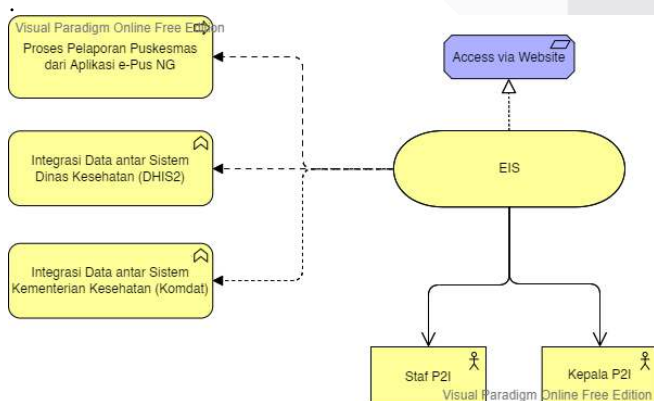 .
Visual Paradigm Online Free Edition
Proses Pelaporan Puskesmas
dari Aplikasi e-Pus NG
Access via Website
Integrasi Data antar Sistem
Dinas Kesehatan (DHIS2)
EIS
Integrasi Data antar Sistem
Kementerian Kesehatan (Komdat)
Staf P2I
Kepala P2I
Visual Paradigm Online Free Edition